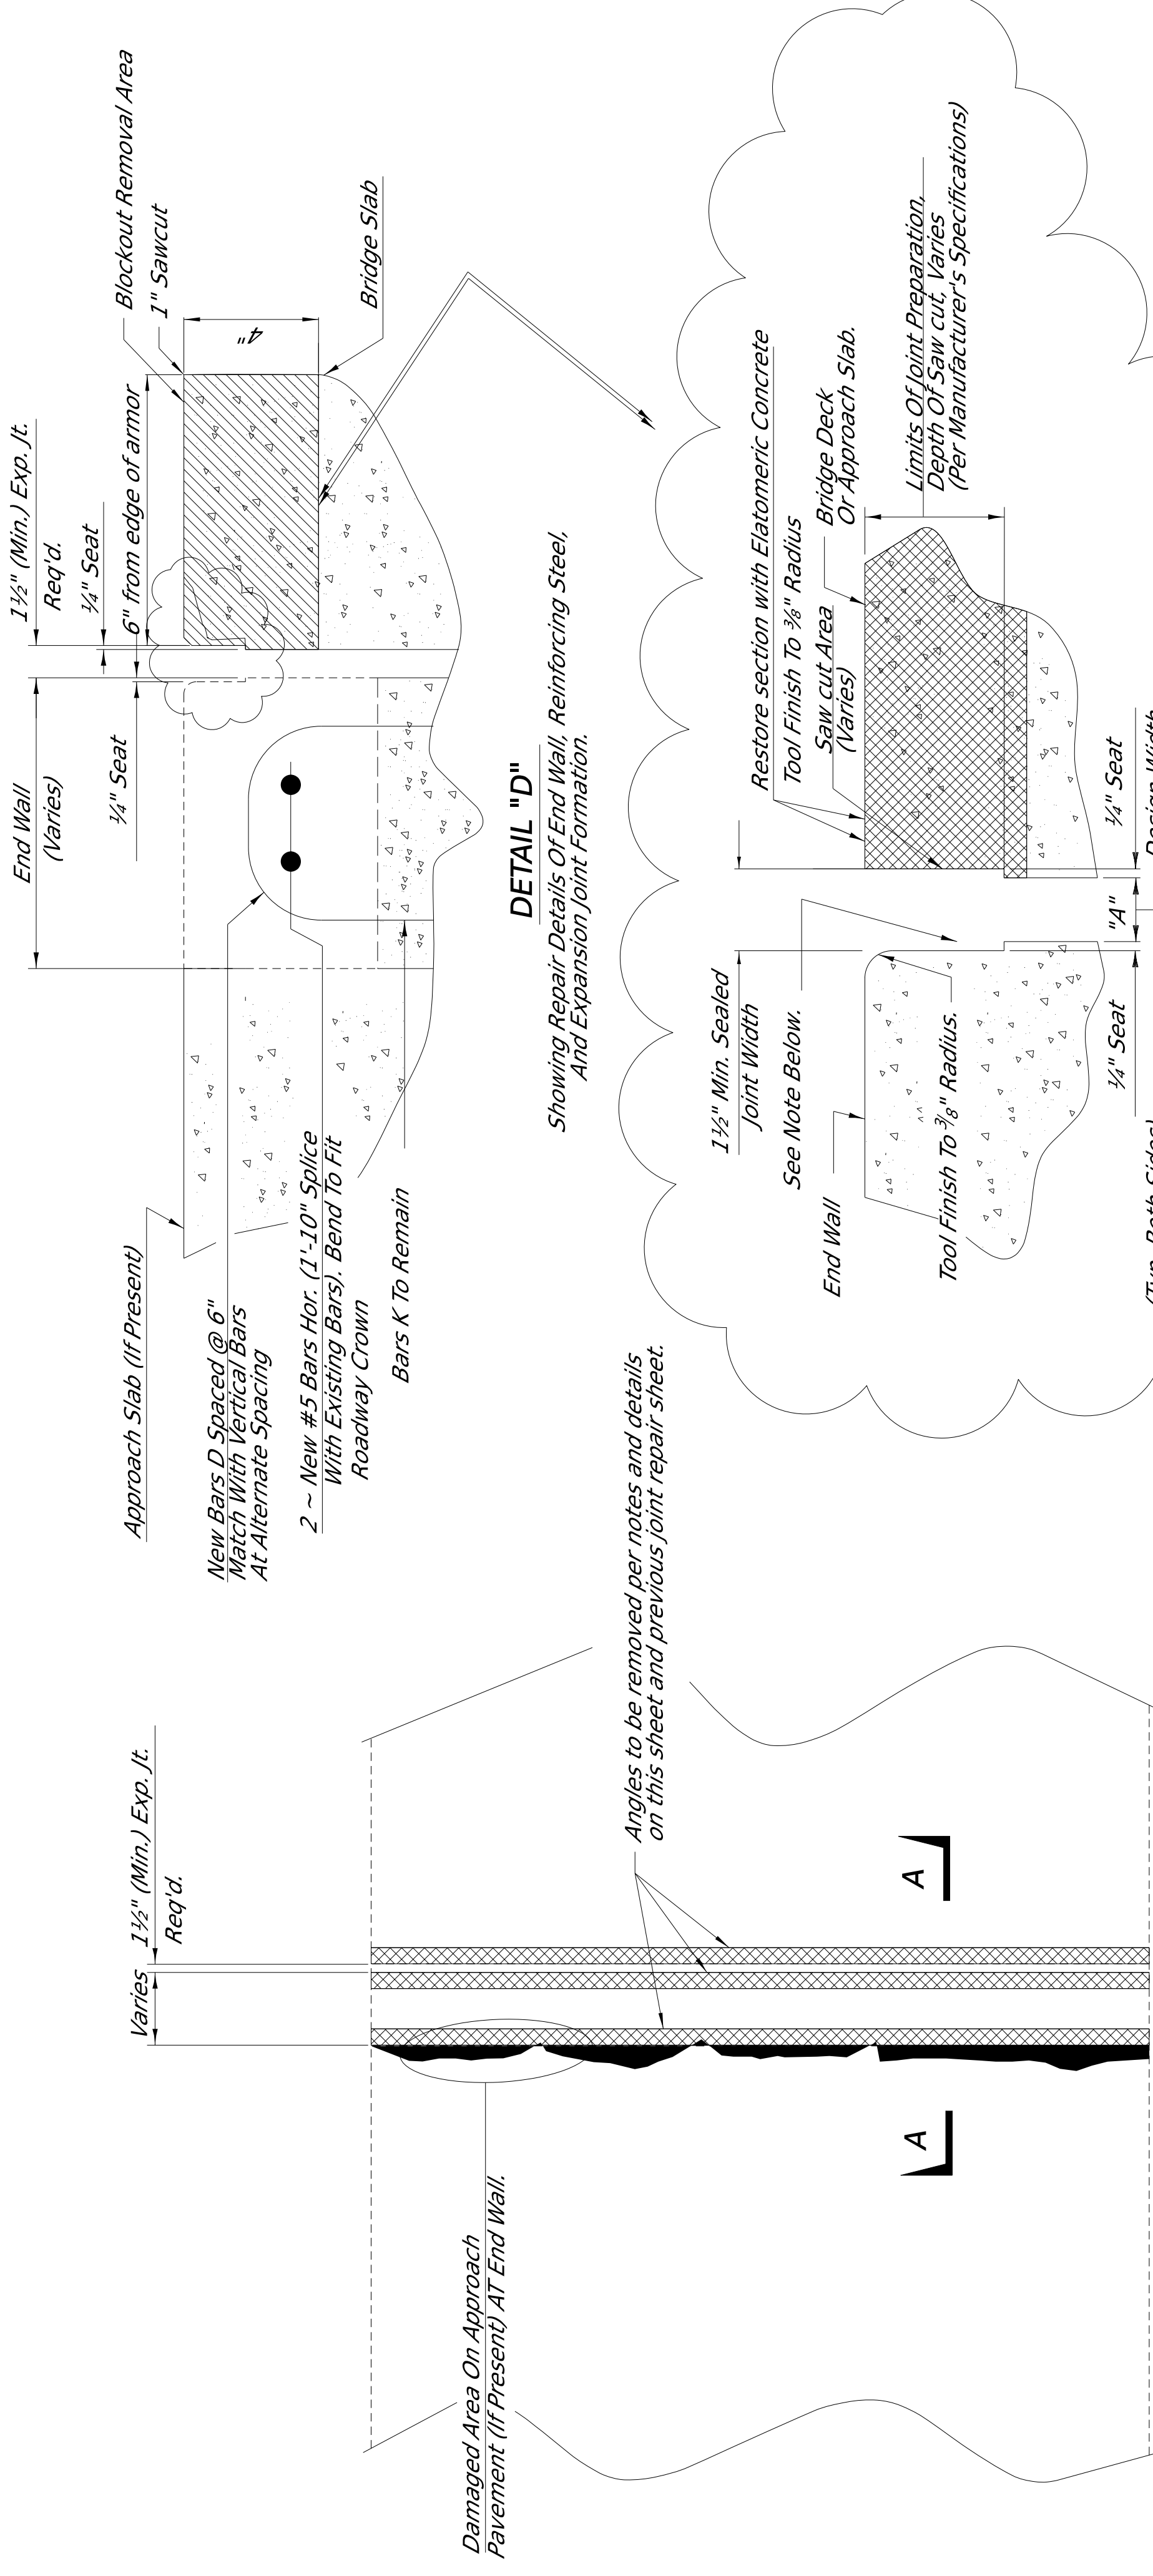 1½" (Min.) Exp. Jt.
Req'd.
Varies
Damaged Area On Approach
Pavement (If Present) AT End Wall.
Angles to be removed per notes and details
on this sheet and previous joint repair sheet.
A
A
End Wall
(Varies)
1½" (Min.) Exp. Jt.
Req'd.
¼" Seat
¼" Seat
6" from edge of armor
Blockout Removal Area
1" Sawcut
4"
Bridge Slab
Approach Slab (If Present)
New Bars D Spaced @ 6"
Match With Vertical Bars
At Alternate Spacing
2 ~ New #5 Bars Hor. (1'-10" Splice
With Existing Bars). Bend To Fit
Roadway Crown
Bars K To Remain
DETAIL "D"
Showing Repair Details Of End Wall, Reinforcing Steel,
And Expansion Joint Formation.
1½" Min. Sealed
Joint Width
See Note Below.
End Wall
Tool Finish To ⅜" Radius.
Restore section with Elatomeric Concrete
Tool Finish To ⅜" Radius
Saw cut Area
(Varies)
Bridge Deck
Or Approach Slab.
Limits Of Joint Preparation,
Depth Of Saw cut, Varies
(Per Manufacturer's Specifications)
¼" Seat
"A"
¼" Seat